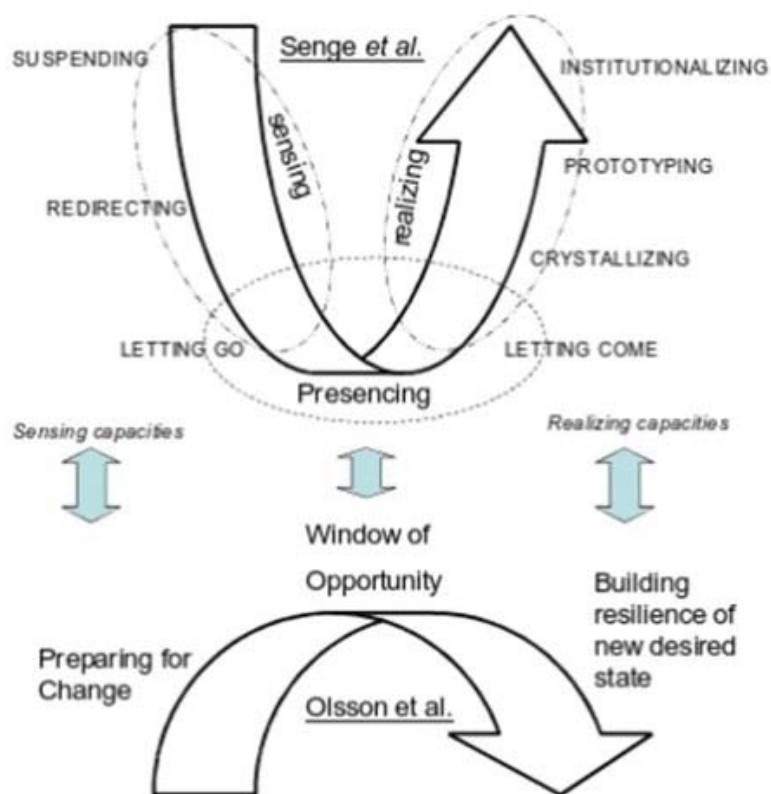 Senge et al.
SUSPENDING
INSTITUTIONALIZING
sensing
realizing
PROTOTYPING
REDIRECTING
CRYSTALLIZING
LETTING GO
LETTING COME
Presencing
Sensing capacities
Realizing capacities
Window of
Opportunity
Building
resilience of
new desired
state
Preparing for
Change
Olsson et al.